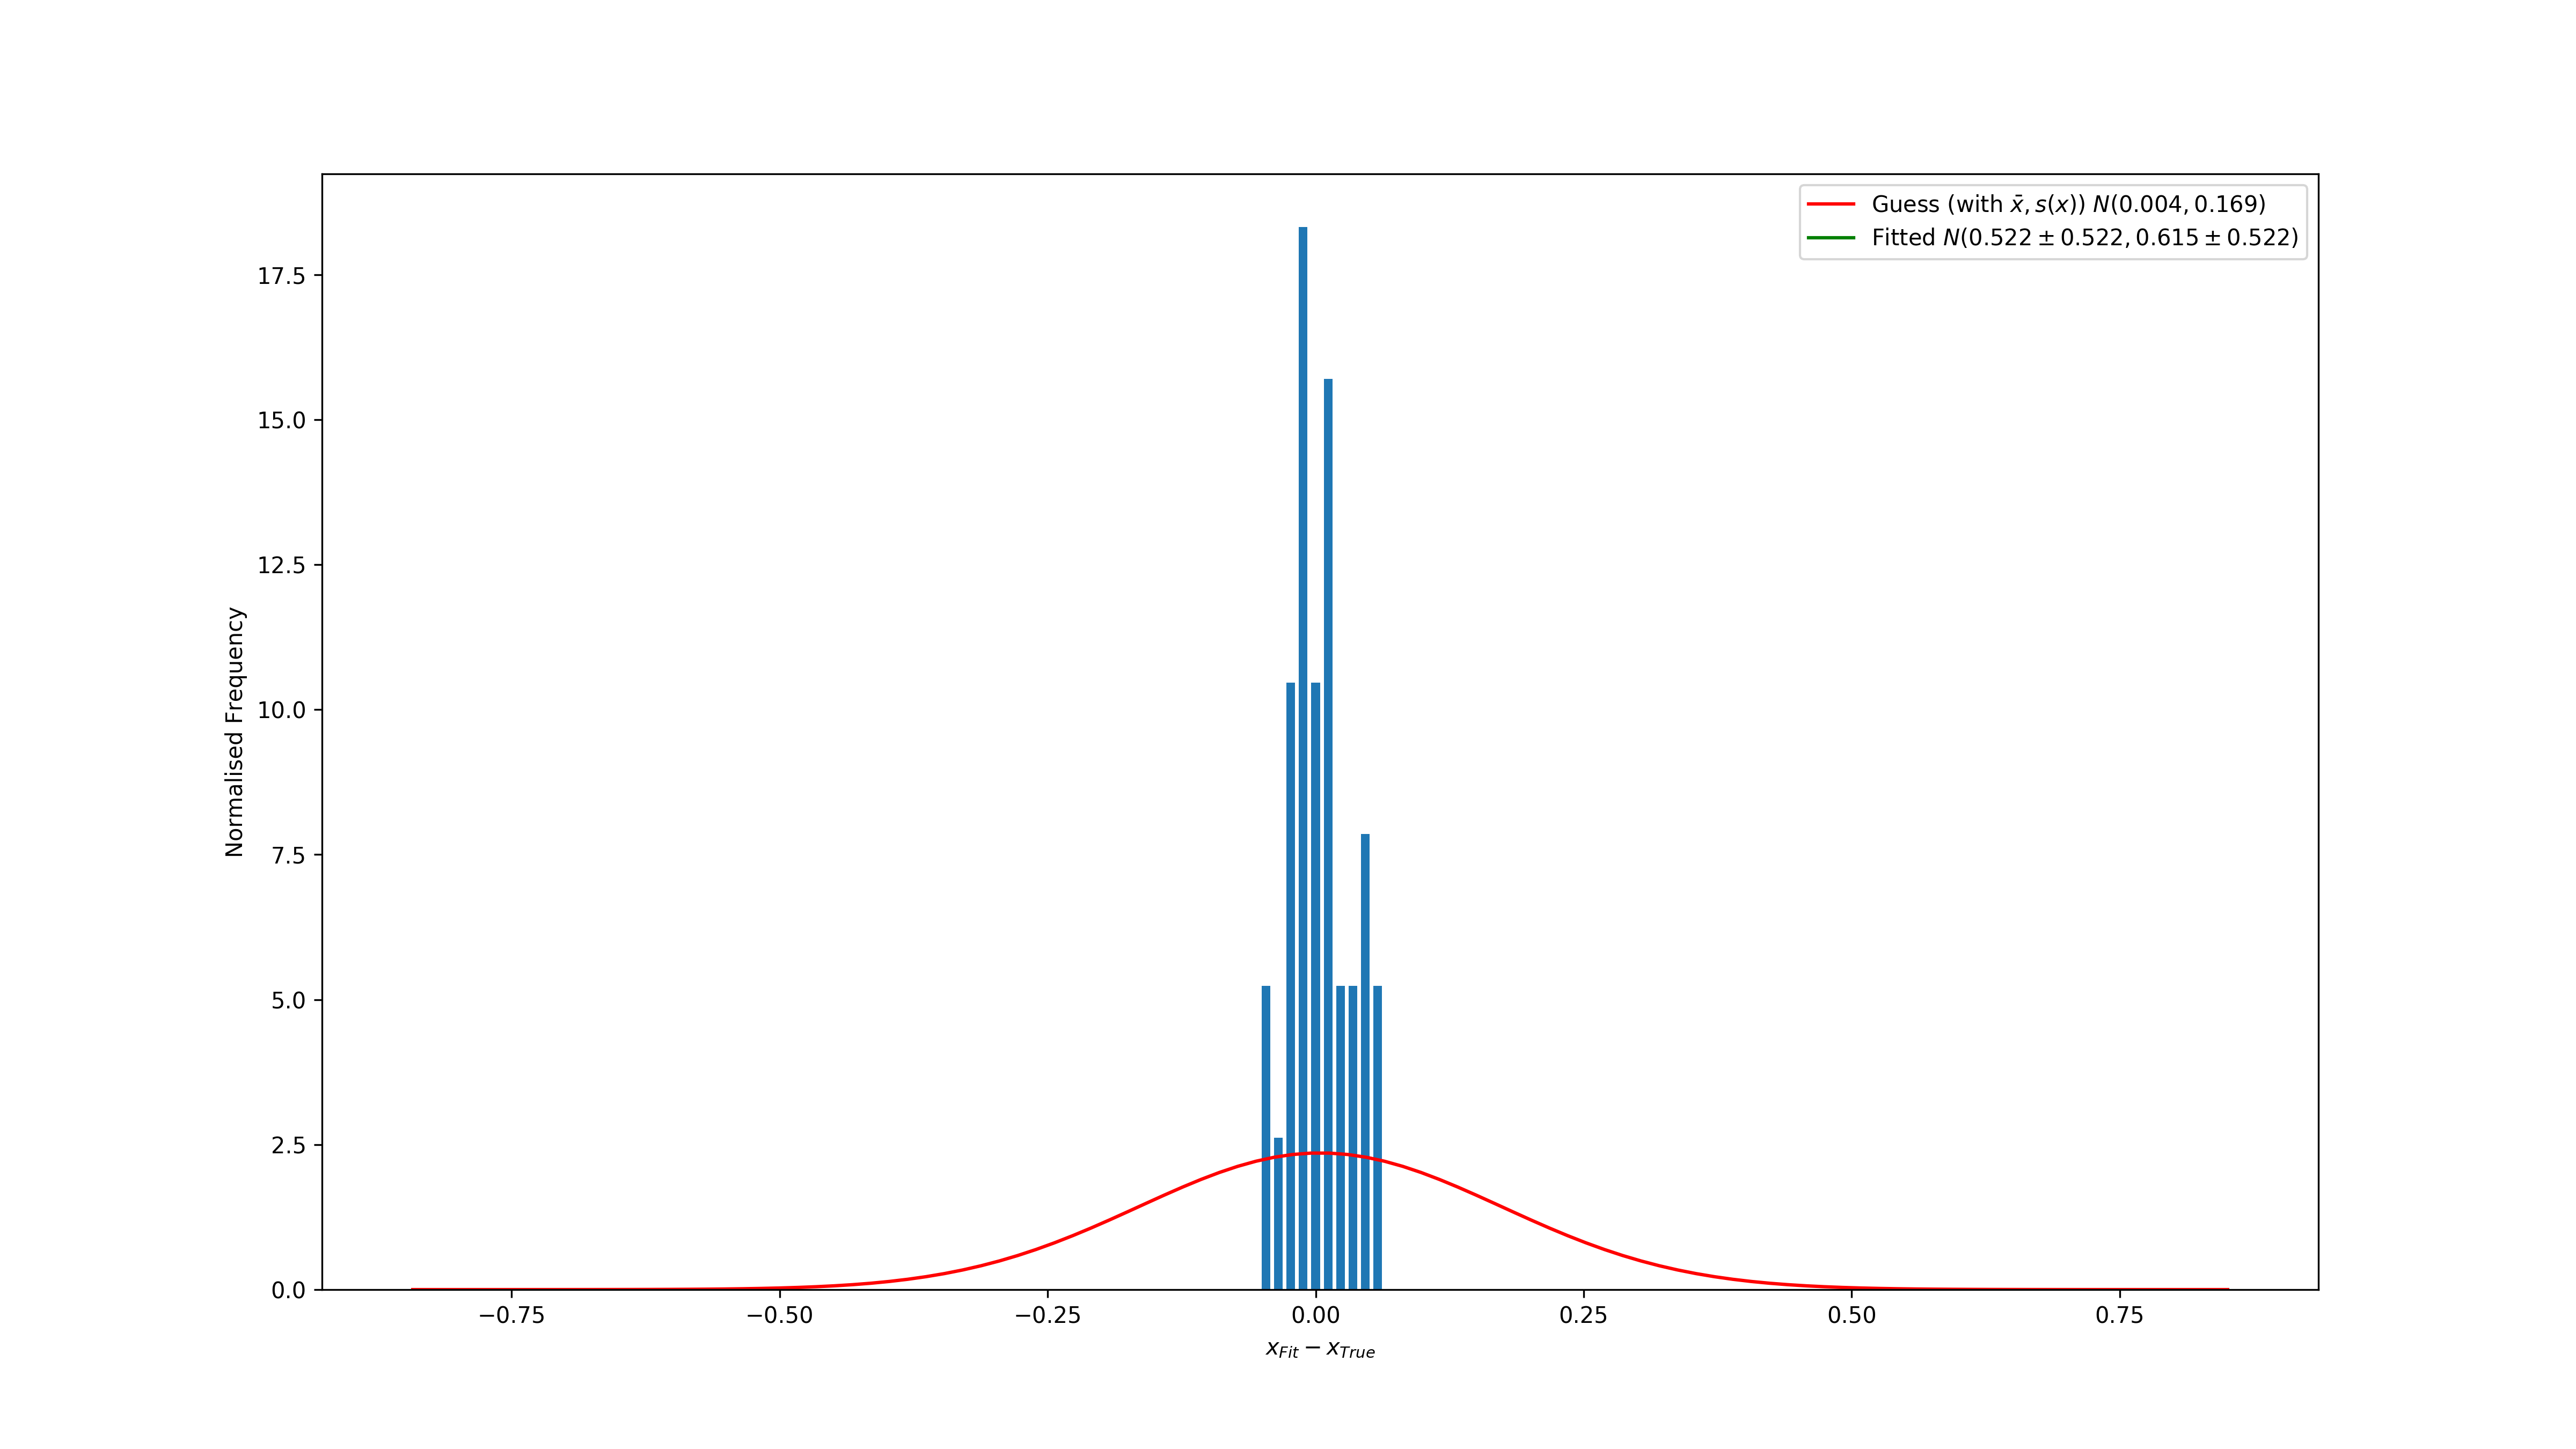 Guess (with x̄, s(x)) N(0.004, 0.169)
Fitted N(0.522 ± 0.522, 0.615 ± 0.522)
17.5
15.0
12.5
10.0
7.5
5.0
2.5
0.0
Normalised Frequency
−0.75 −0.50 −0.25 0.00 0.25 0.50 0.75
x_Fit − x_True